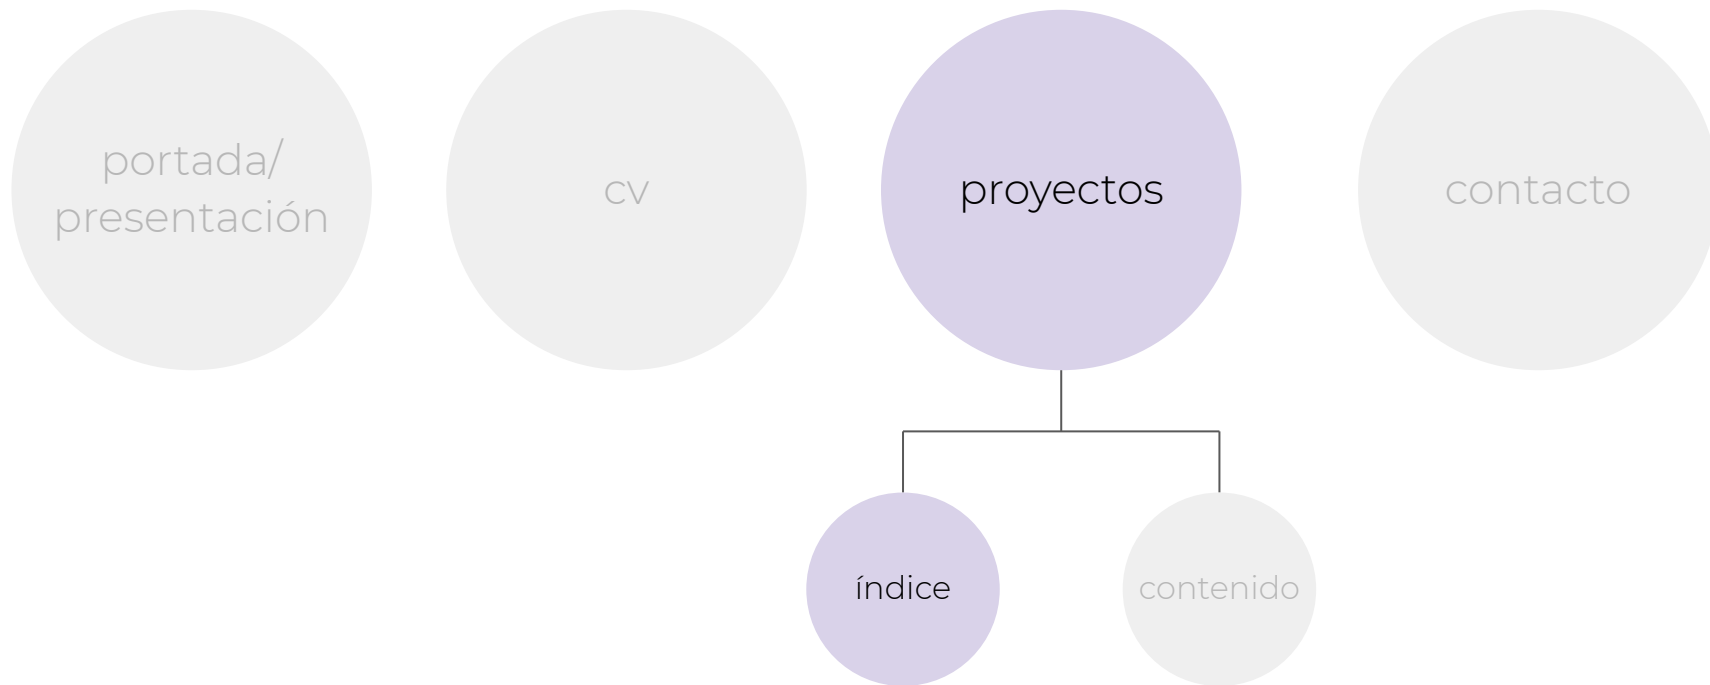 portada/
presentación
cv
proyectos
contacto
índice
contenido